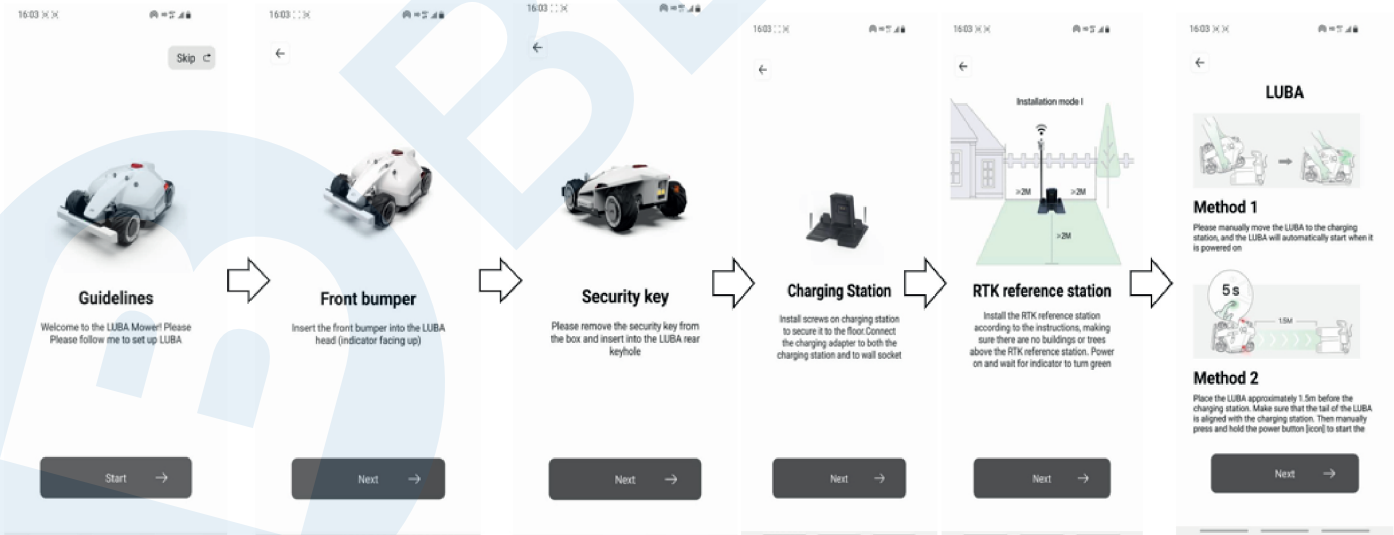 16:03
Skip
Guidelines
Welcome to the LUBA Mower! Please
Please follow me to set up LUBA
Start
16:03
Front bumper
Insert the front bumper into the LUBA
head (indicator facing up)
Next
16:03
Security key
Please remove the security key from
the box and insert into the LUBA rear
keyhole
Next
16:03
Charging Station
Install screws on charging station
to secure it to the floor.Connect
the charging adapter to both the
charging station and to wall socket
Next
16:03
Installation mode I
≥2M
≥2M
≥2M
RTK reference station
Install the RTK reference station
according to the instructions, making
sure there are no buildings or trees
above the RTK reference station. Power
on and wait for indicator to turn green
Next
16:03
LUBA
Method 1
Please manually move the LUBA to the charging
station, and the LUBA will automatically start when it
is powered on
5 s
1.5M
Method 2
Place the LUBA approximately 1.5m before the
charging station. Make sure that the tail of the LUBA
is aligned with the charging station. Then manually
press and hold the power button [icon] to start the
Next